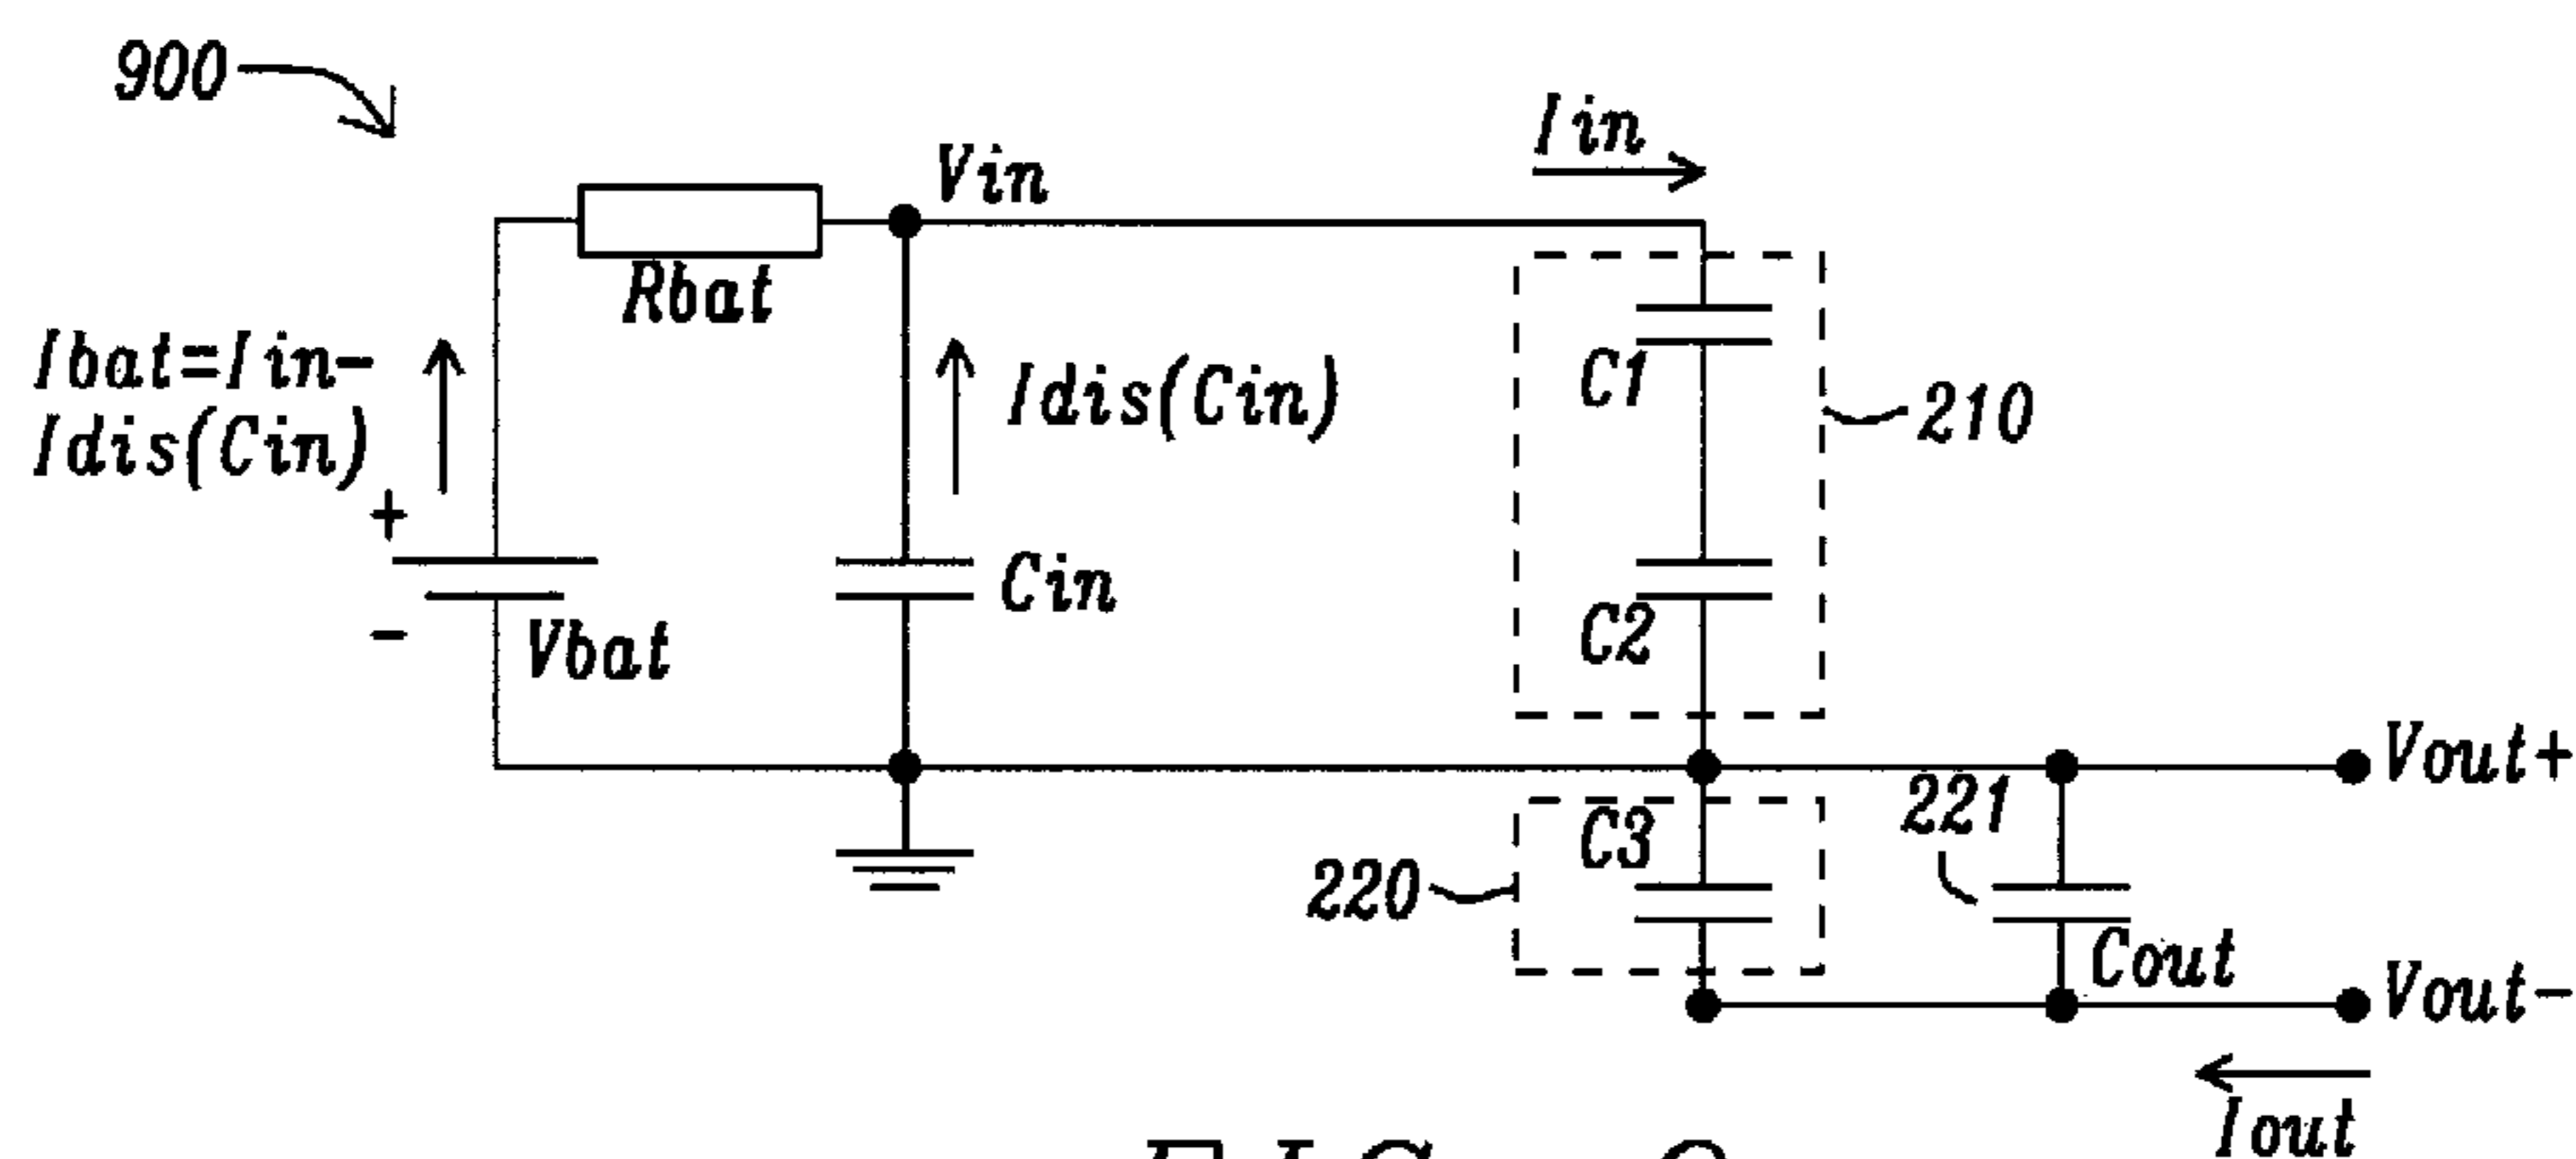 900
Vin
Iin
Rbat
Ibat=Iin-
Idis(Cin)
Idis(Cin)
C1
210
+
-
Vbat
Cin
C2
Vout+
221
C3
220
Cout
Vout-
Iout